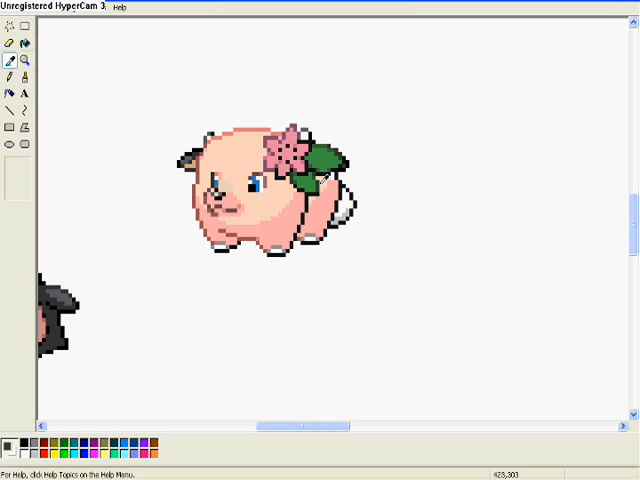 Unregistered HyperCam 3
Help
A
For Help, click Help Topics on the Help Menu.
423,303